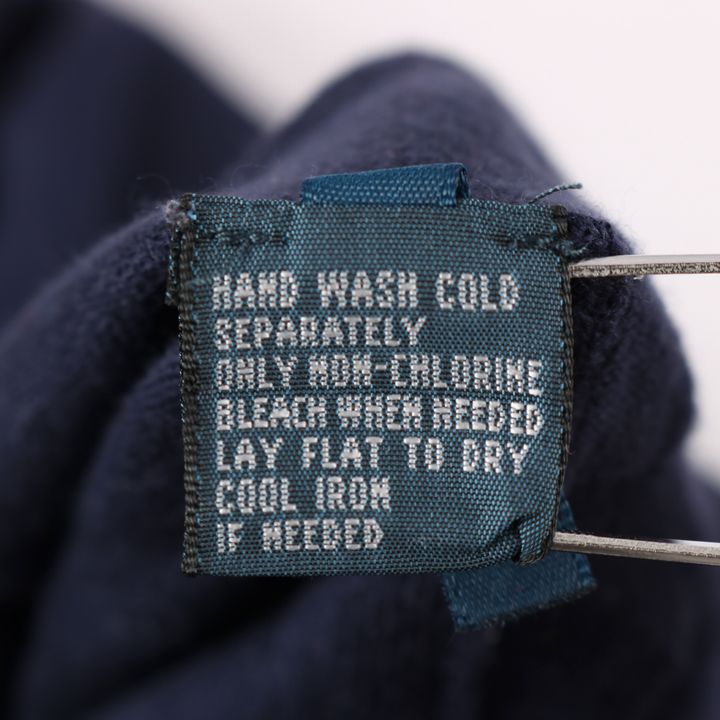 HAND WASH COLD
SEPARATELY
ONLY NON-CHLORINE
BLEACH WHEN NEEDED
LAY FLAT TO DRY
COOL IRON
IF NEEDED